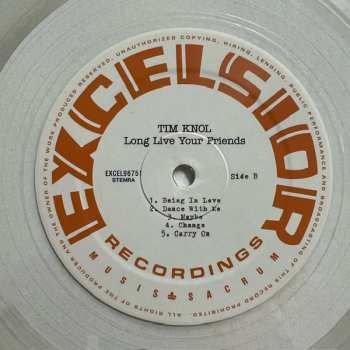 ALL RIGHTS OF THE PRODUCER AND THE OWNER OF THE WORK PRODUCED RESERVED. UNAUTHORIZED COPYING, HIRING, LENDING, PUBLIC PERFORMANCE AND BROADCASTING OF THIS RECORD PROHIBITED.
EXCELSIOR
RECORDINGS
MUSIS SACRUM
TIM KNOL
Long Live Your Friends
EXCEL96751
STEMRA
Side B
1. Being In Love
2. Dance With Me
3. Maybe
4. Change
5. Carry On